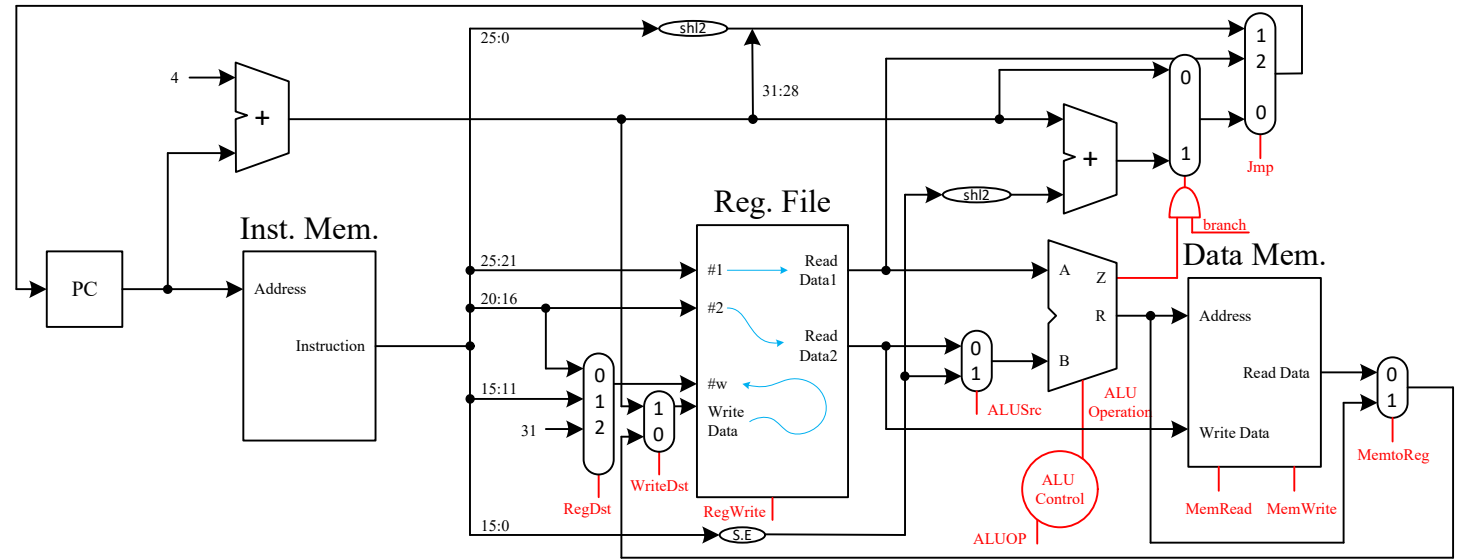 25:0
shl2
1
2
0
4
+
31:28
0
1
+
shl2
Jmp
branch
Inst. Mem.
Reg. File
Data Mem.
PC
Address
Instruction
25:21
20:16
15:11
31
15:0
0
1
2
RegDst
1
0
WriteDst
#1
#2
#w
Write
Data
Read
Data1
Read
Data2
RegWrite
S.E
0
1
ALUSrc
A
B
Z
R
ALU
Operation
ALU
Control
ALUOP
Address
Read Data
Write Data
MemRead
MemWrite
0
1
MemtoReg